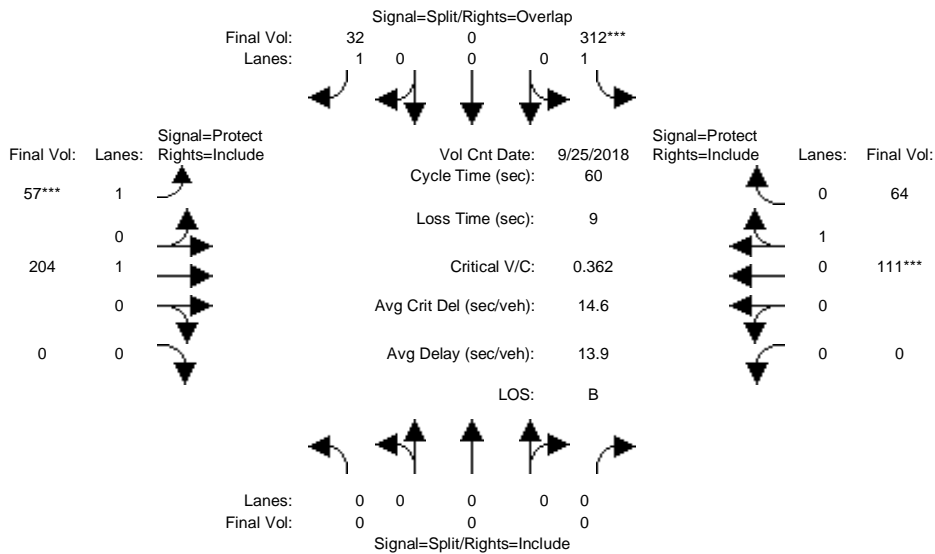 Signal=Split/Rights=Overlap
Final Vol: 32 0 312***
Lanes: 1 0 0 0 1
Signal=Protect
Final Vol: Lanes: Rights=Include
Vol Cnt Date: 9/25/2018
Signal=Protect
Rights=Include Lanes: Final Vol:
Cycle Time (sec): 60
57*** 1
0 64
Loss Time (sec): 9
0
1
204 1
Critical V/C: 0.362
0 111***
0
Avg Crit Del (sec/veh): 14.6
0
0 0
Avg Delay (sec/veh): 13.9
0 0
LOS: B
Lanes: 0 0 0 0 0
Final Vol: 0 0 0
Signal=Split/Rights=Include